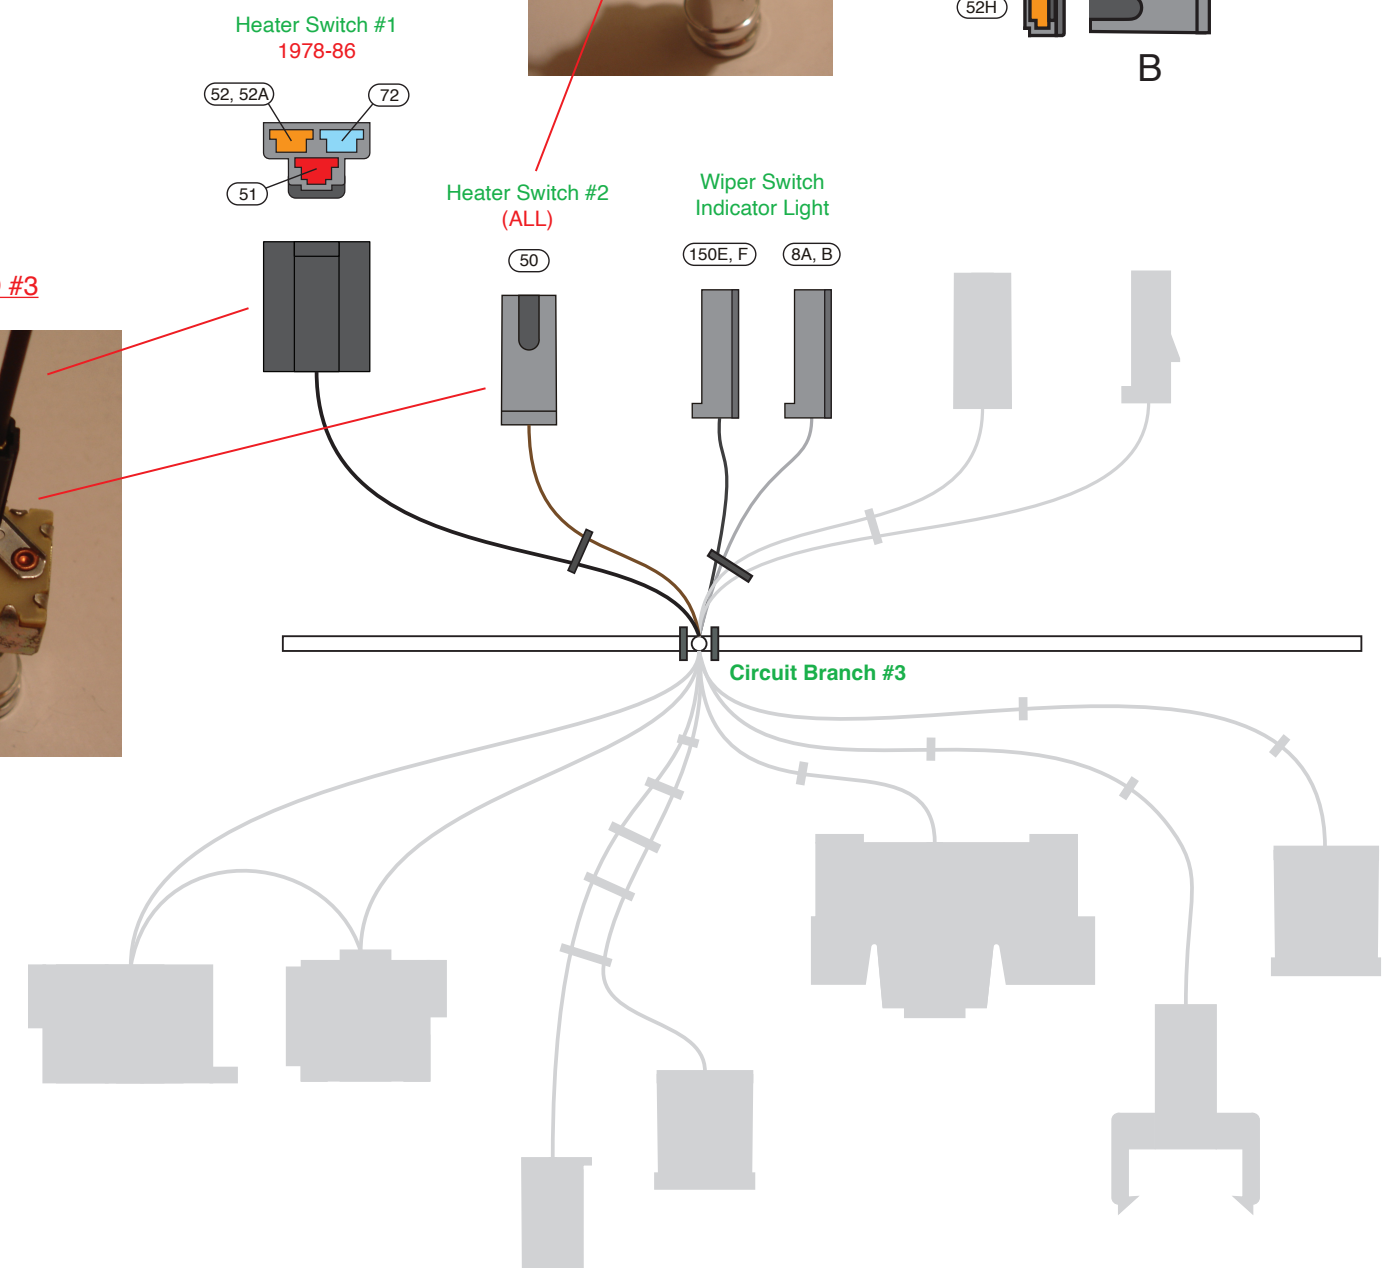 52H
B
Heater Switch #1
1978-86
52, 52A
72
51
Heater Switch #2
(ALL)
50
Wiper Switch
Indicator Light
150E, F
8A, B
#3
Circuit Branch #3